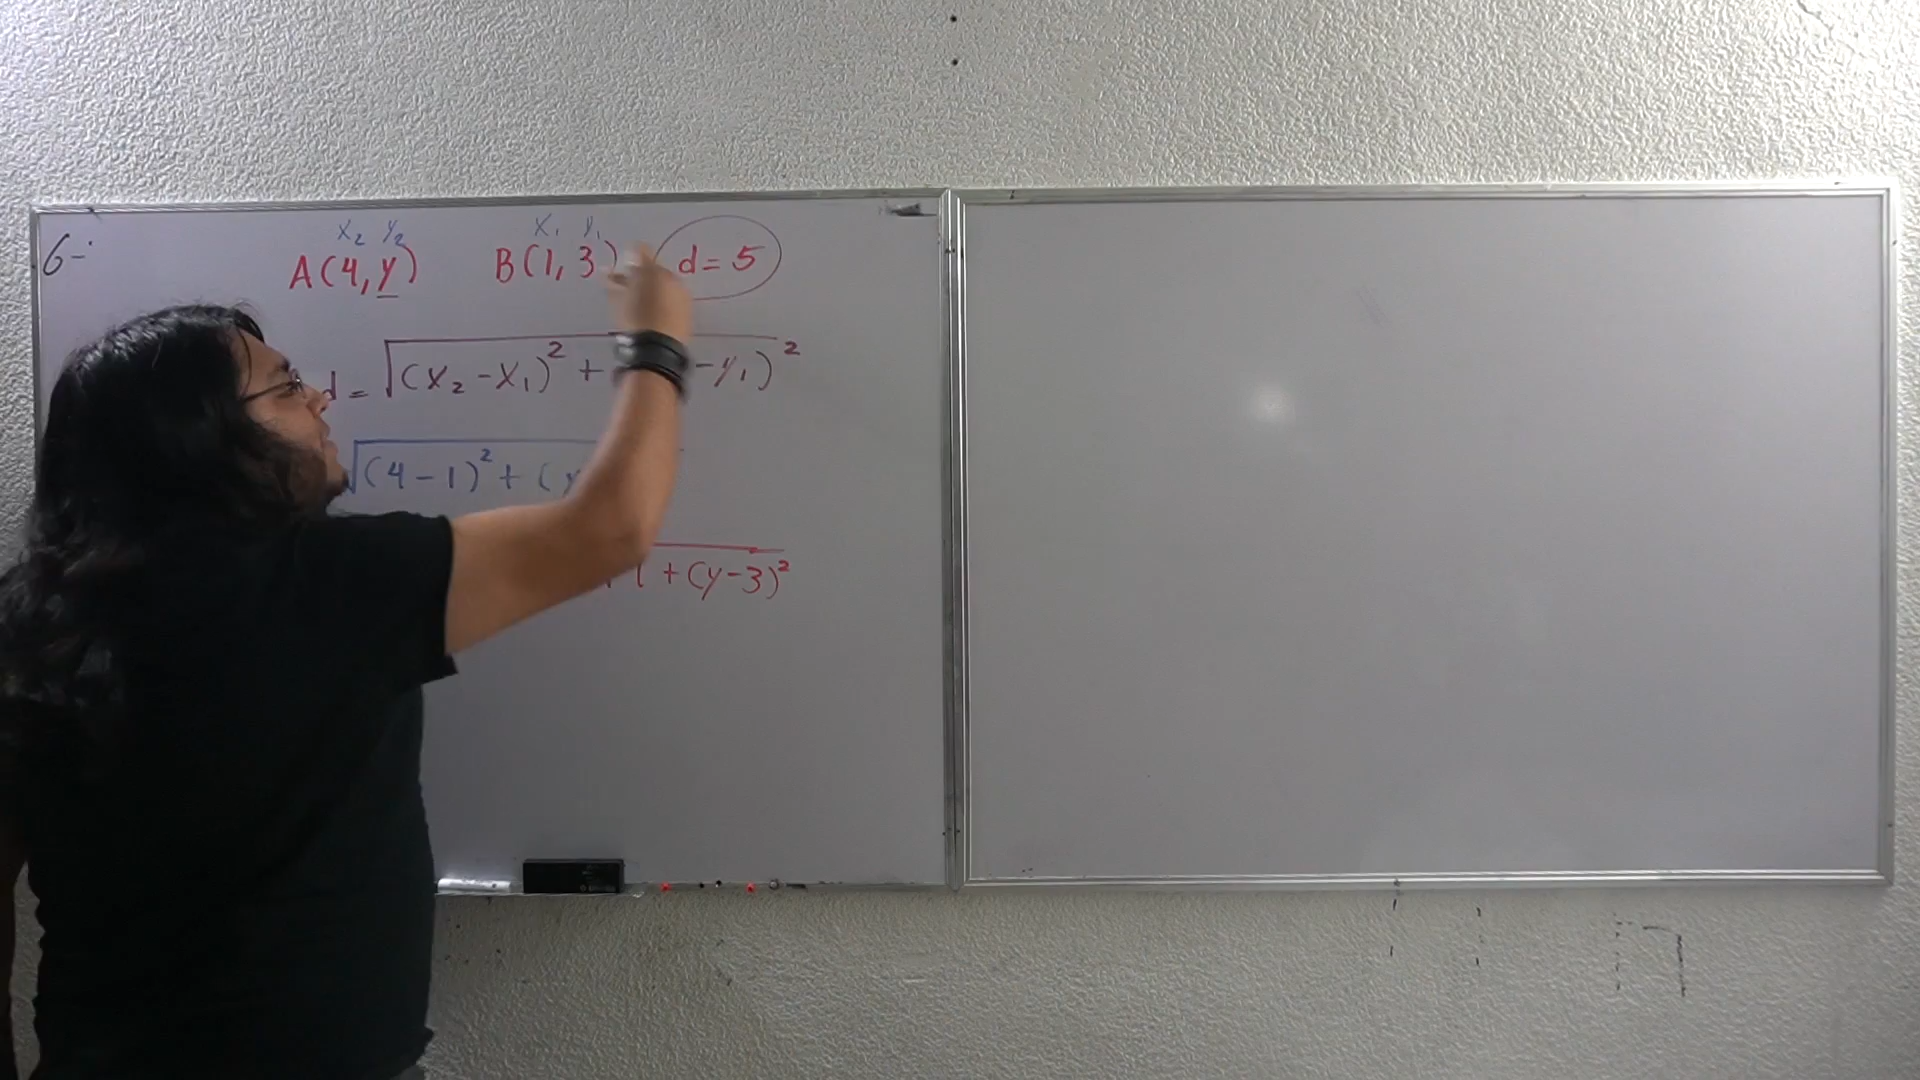 6-
x₂ y₂ x₁ y₁
A(4, y) B(1, 3) d = 5
d = √(x₂ - x₁)² + - y₁)²
√(4 - 1)² + (y
+ (y - 3)²